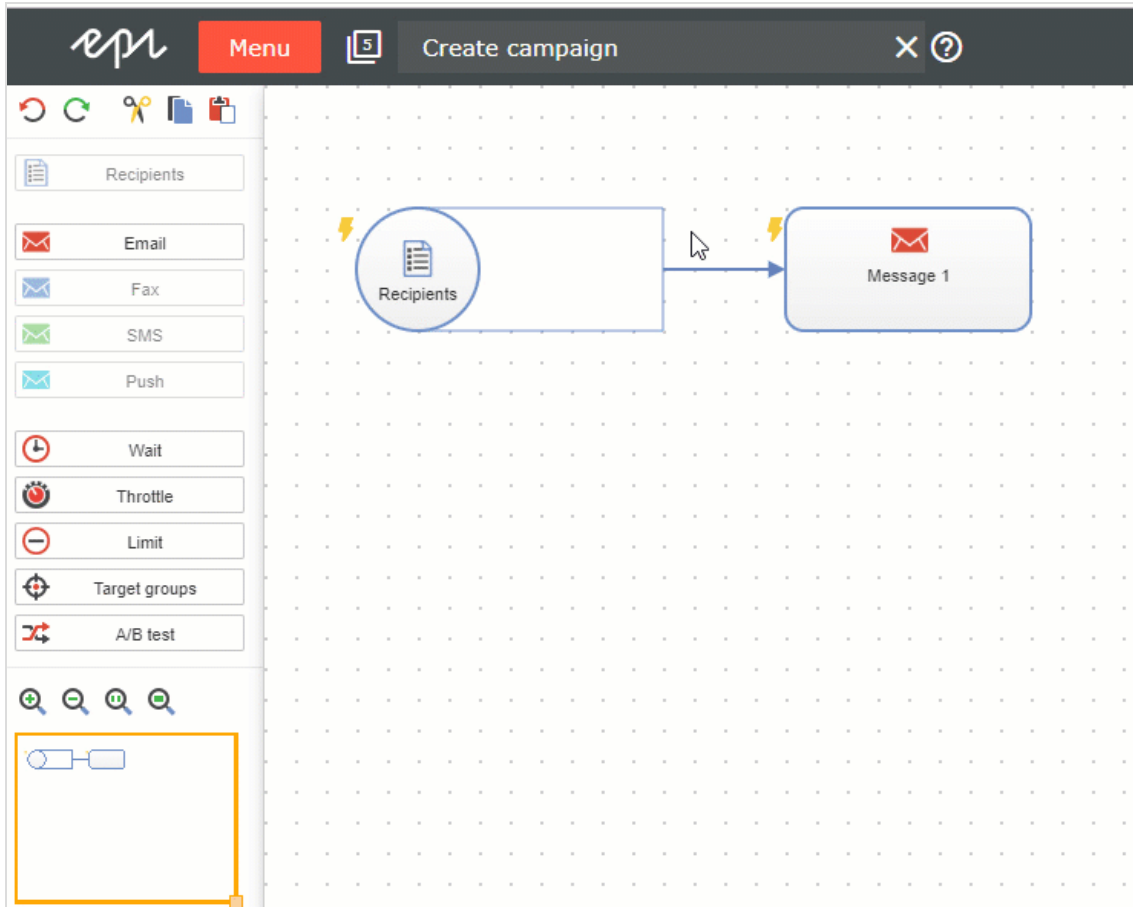 epi
Menu
5
Create campaign
Recipients
Email
Fax
SMS
Push
Wait
Throttle
Limit
Target groups
A/B test
Recipients
Message 1